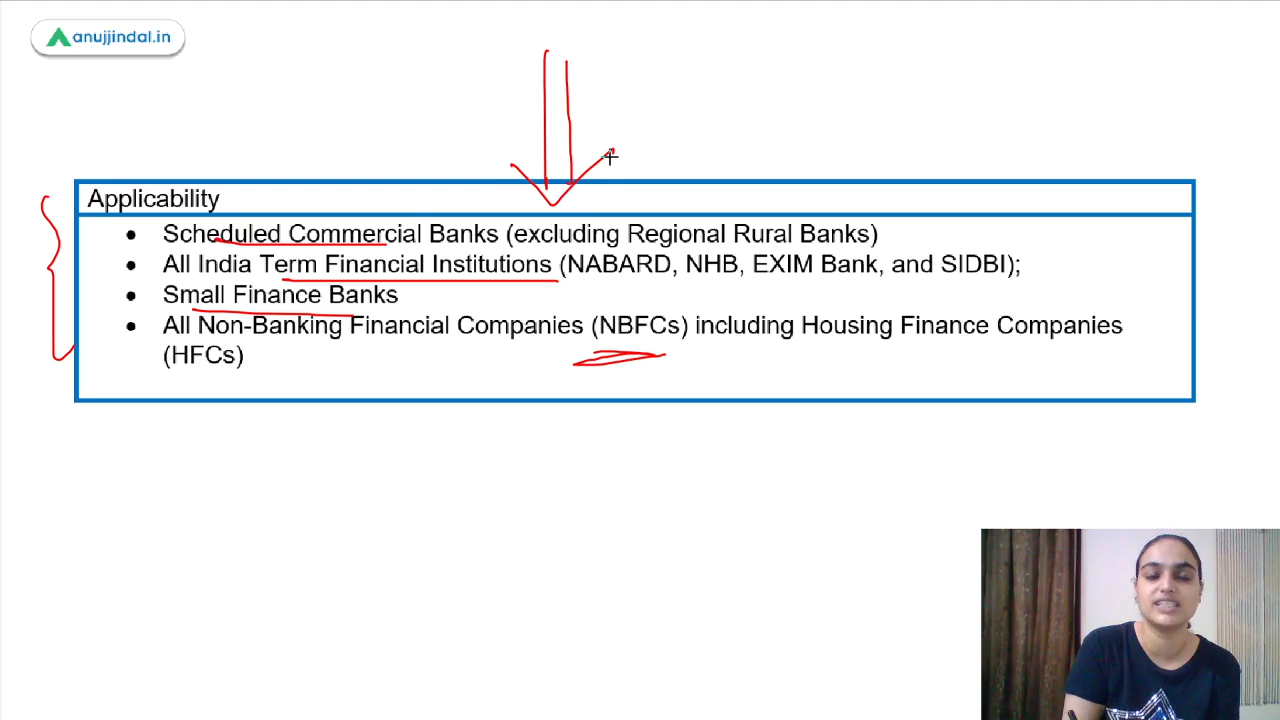 anujjindal.in
Applicability
• Scheduled Commercial Banks (excluding Regional Rural Banks)
• All India Term Financial Institutions (NABARD, NHB, EXIM Bank, and SIDBI);
• Small Finance Banks
• All Non-Banking Financial Companies (NBFCs) including Housing Finance Companies
(HFCs)